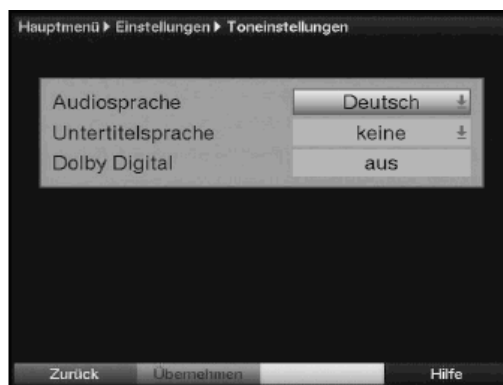 Hauptmenü ▶ Einstellungen ▶ Toneinstellungen
Audiosprache Deutsch
Untertitelsprache keine
Dolby Digital aus
Zurück Übernehmen Hilfe